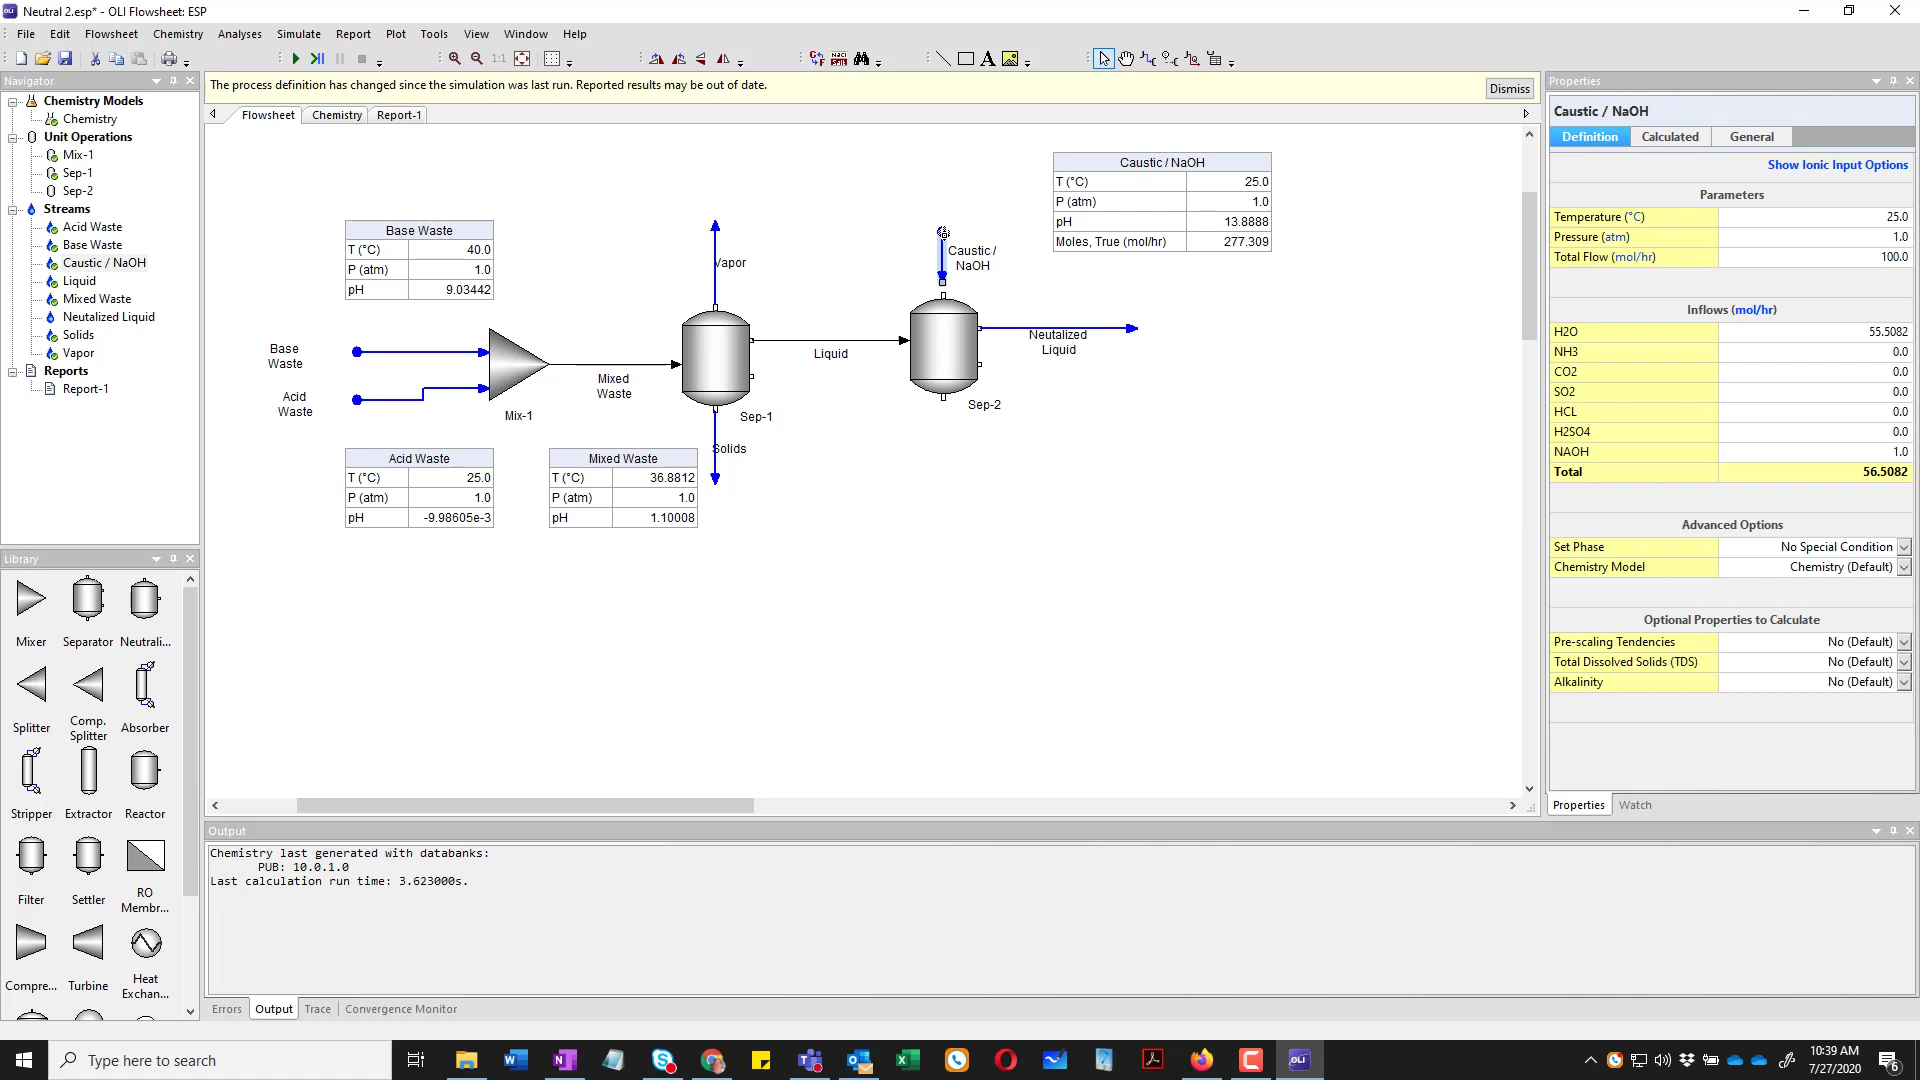 Neutral 2.esp* - OLI Flowsheet: ESP
File Edit Flowsheet Chemistry Analyses Simulate Report Plot Tools View Window Help
1:1
Navigator
Chemistry Models
Chemistry
Unit Operations
Mix-1
Sep-1
Sep-2
Streams
Acid Waste
Base Waste
Caustic / NaOH
Liquid
Mixed Waste
Neutalized Liquid
Solids
Vapor
Reports
Report-1
Library
Mixer Separator Neutrali...
Splitter Comp. Splitter Absorber
Stripper Extractor Reactor
Filter Settler RO Membr...
Compre... Turbine Heat Exchan...
The process definition has changed since the simulation was last run. Reported results may be out of date.
Dismiss
Flowsheet Chemistry Report-1
Caustic / NaOH
T (°C) 25.0
P (atm) 1.0
pH 13.8888
Moles, True (mol/hr) 277.309
Base Waste
T (°C) 40.0
P (atm) 1.0
pH 9.03442
Vapor
Caustic /
NaOH
Base
Waste
Acid
Waste
Mix-1
Mixed
Waste
Sep-1
Liquid
Neutalized
Liquid
Sep-2
Solids
Acid Waste
T (°C) 25.0
P (atm) 1.0
pH -9.98605e-3
Mixed Waste
T (°C) 36.8812
P (atm) 1.0
pH 1.10008
Output
Chemistry last generated with databanks:
PUB: 10.0.1.0
Last calculation run time: 3.623000s.
Errors Output Trace Convergence Monitor
Properties
Caustic / NaOH
Definition Calculated General
Show Ionic Input Options
Parameters
Temperature (°C) 25.0
Pressure (atm) 1.0
Total Flow (mol/hr) 100.0
Inflows (mol/hr)
H2O 55.5082
NH3 0.0
CO2 0.0
SO2 0.0
HCL 0.0
H2SO4 0.0
NAOH 1.0
Total 56.5082
Advanced Options
Set Phase No Special Condition
Chemistry Model Chemistry (Default)
Optional Properties to Calculate
Pre-scaling Tendencies No (Default)
Total Dissolved Solids (TDS) No (Default)
Alkalinity No (Default)
Properties Watch
Type here to search
10:39 AM
7/27/2020
6